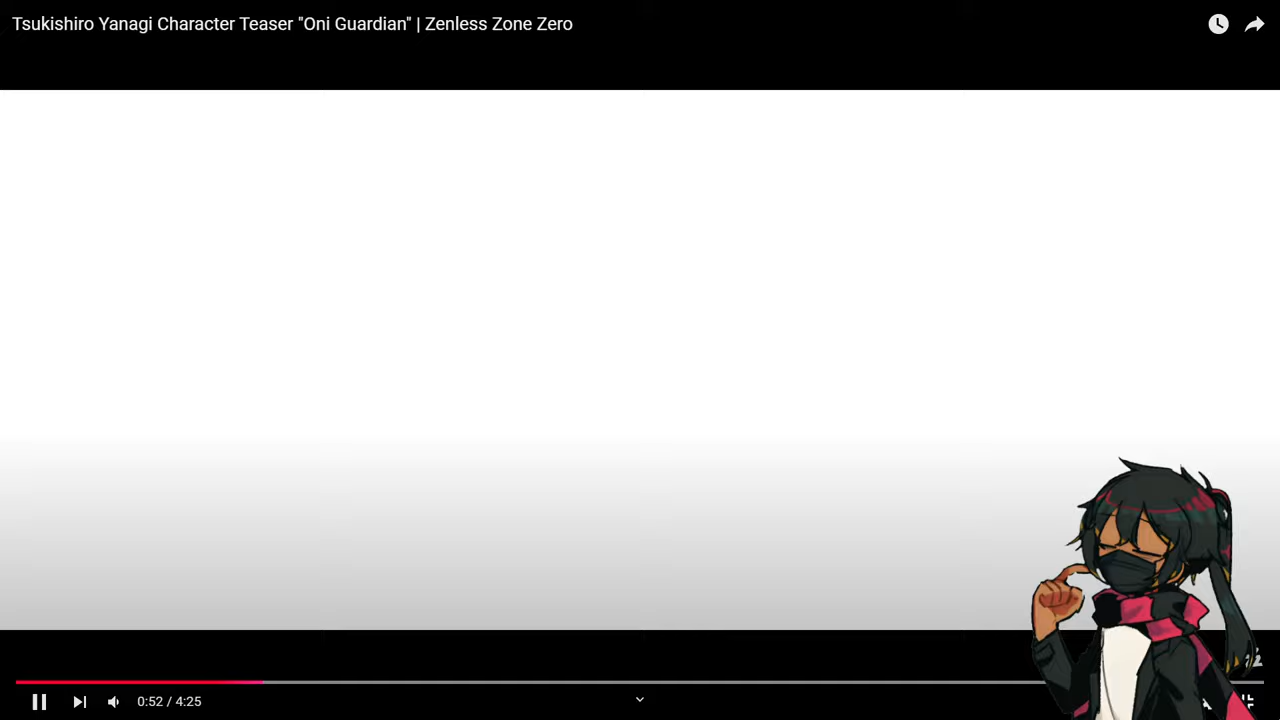 Tsukishiro Yanagi Character Teaser "Oni Guardian" | Zenless Zone Zero
0:52 / 4:25